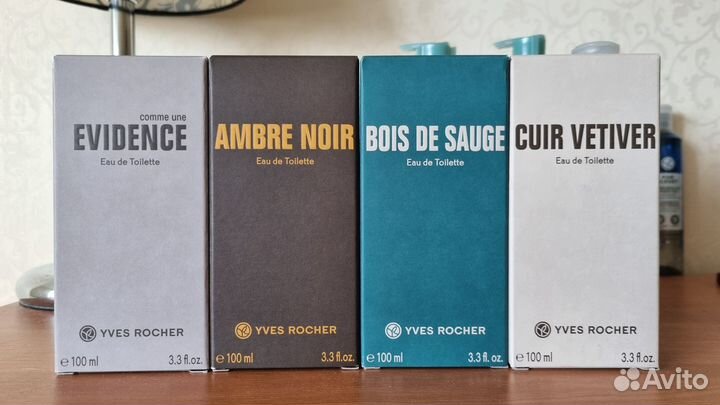 comme une
EVIDENCE
Eau de Toilette
YVES ROCHER
e 100 ml 3.3 fl.oz.
AMBRE NOIR
Eau de Toilette
YVES ROCHER
e 100 ml 3.3 fl.oz.
BOIS DE SAUGE
Eau de Toilette
YVES ROCHER
e 100 ml 3.3 fl.oz.
CUIR VETIVER
Eau de Toilette
YVES ROCHER
e 100 ml 3.3 fl.oz.
Avito